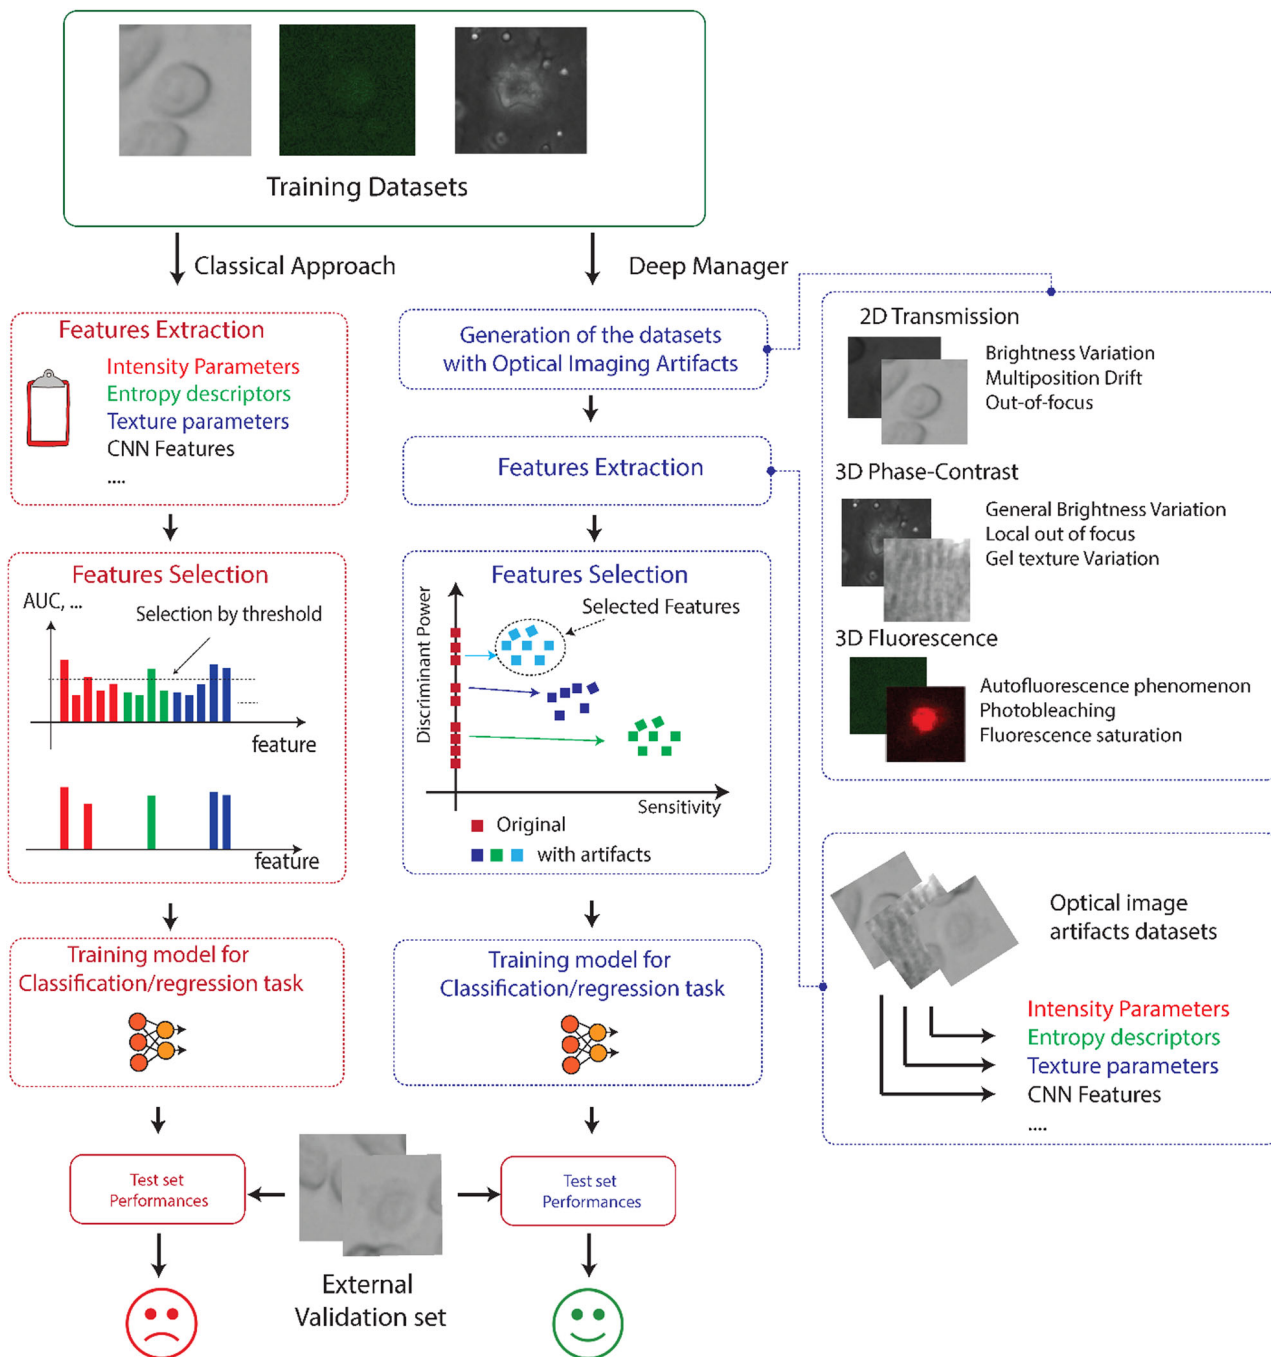 Training Datasets
Classical Approach
Deep Manager
Features Extraction
Intensity Parameters
Entropy descriptors
Texture parameters
CNN Features
....
Features Selection
AUC, ...
Selection by threshold
feature
feature
Training model for
Classification/regression task
Test set
Performances
Generation of the datasets
with Optical Imaging Artifacts
Features Extraction
Features Selection
Selected Features
Discriminant Power
Sensitivity
Original
with artifacts
Training model for
Classification/regression task
Test set
Performances
External
Validation set
2D Transmission
Brightness Variation
Multiposition Drift
Out-of-focus
3D Phase-Contrast
General Brightness Variation
Local out of focus
Gel texture Variation
3D Fluorescence
Autofluorescence phenomenon
Photobleaching
Fluorescence saturation
Optical image
artifacts datasets
Intensity Parameters
Entropy descriptors
Texture parameters
CNN Features
....